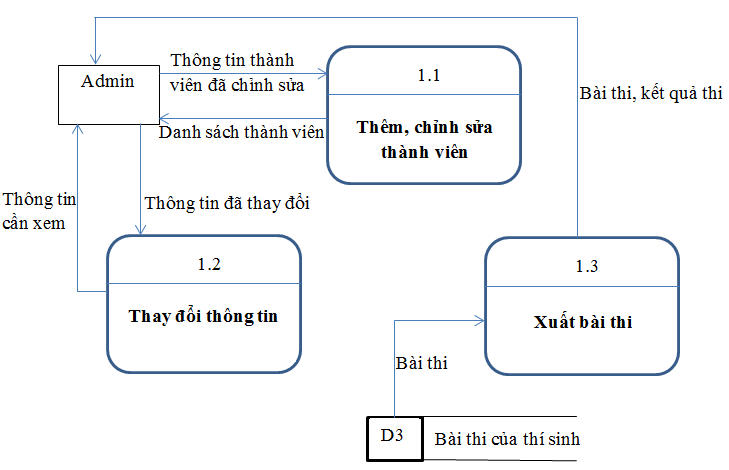 Thông tin thành
viên đã chỉnh sửa
Admin
1.1
Bài thi, kết quả thi
Danh sách thành viên
Thêm, chỉnh sửa
thành viên
Thông tin
cần xem
Thông tin đã thay đổi
1.2
1.3
Thay đổi thông tin
Xuất bài thi
Bài thi
D3
Bài thi của thí sinh